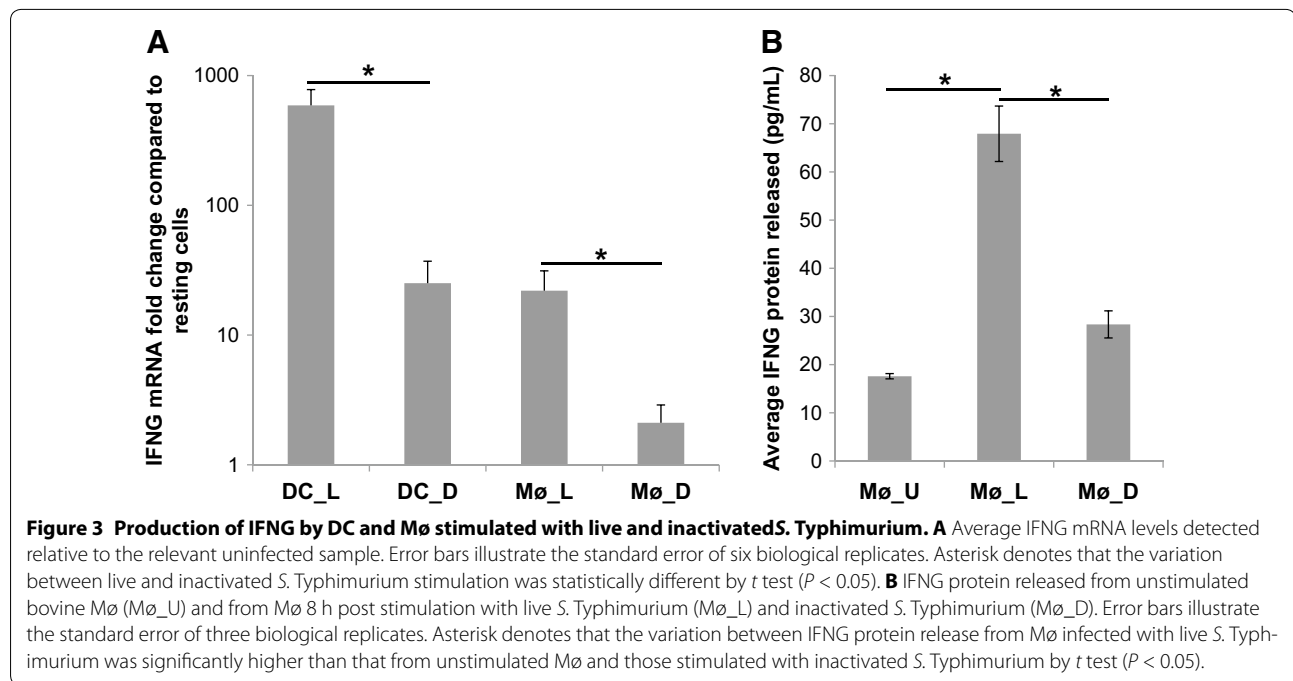 A
IFNG mRNA fold change compared to
resting cells
1000
100
10
1
*
*
DC_L DC_D Mø_L Mø_D
B
Average IFNG protein released (pg/mL)
80
70
60
50
40
30
20
10
0
*
*
Mø_U Mø_L Mø_D
Figure 3 Production of IFNG by DC and Mø stimulated with live and inactivatedS. Typhimurium. A Average IFNG mRNA levels detected
relative to the relevant uninfected sample. Error bars illustrate the standard error of six biological replicates. Asterisk denotes that the variation
between live and inactivated S. Typhimurium stimulation was statistically different by t test (P < 0.05). B IFNG protein released from unstimulated
bovine Mø (Mø_U) and from Mø 8 h post stimulation with live S. Typhimurium (Mø_L) and inactivated S. Typhimurium (Mø_D). Error bars illustrate
the standard error of three biological replicates. Asterisk denotes that the variation between IFNG protein release from Mø infected with live S. Typh-
imurium was significantly higher than that from unstimulated Mø and those stimulated with inactivated S. Typhimurium by t test (P < 0.05).